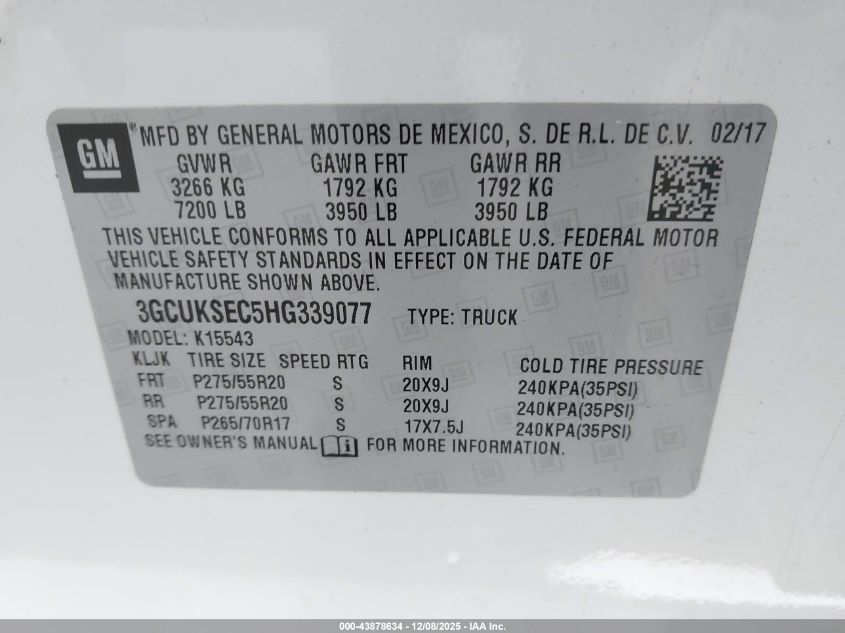 GM ® MFD BY GENERAL MOTORS DE MEXICO, S. DE R.L. DE C.V. 02/17
GVWR GAWR FRT GAWR RR
3266 KG 1792 KG 1792 KG
7200 LB 3950 LB 3950 LB
THIS VEHICLE CONFORMS TO ALL APPLICABLE U.S. FEDERAL MOTOR
VEHICLE SAFETY STANDARDS IN EFFECT ON THE DATE OF
MANUFACTURE SHOWN ABOVE.
3GCUKSEC5HG339077 TYPE: TRUCK
MODEL: K15543
KLJK TIRE SIZE SPEED RTG RIM COLD TIRE PRESSURE
FRT P275/55R20 S 20X9J 240KPA(35PSI)
RR P275/55R20 S 20X9J 240KPA(35PSI)
SPA P265/70R17 S 17X7.5J 240KPA(35PSI)
SEE OWNER'S MANUAL FOR MORE INFORMATION.
000-43878634 - 12/08/2025 - IAA Inc.